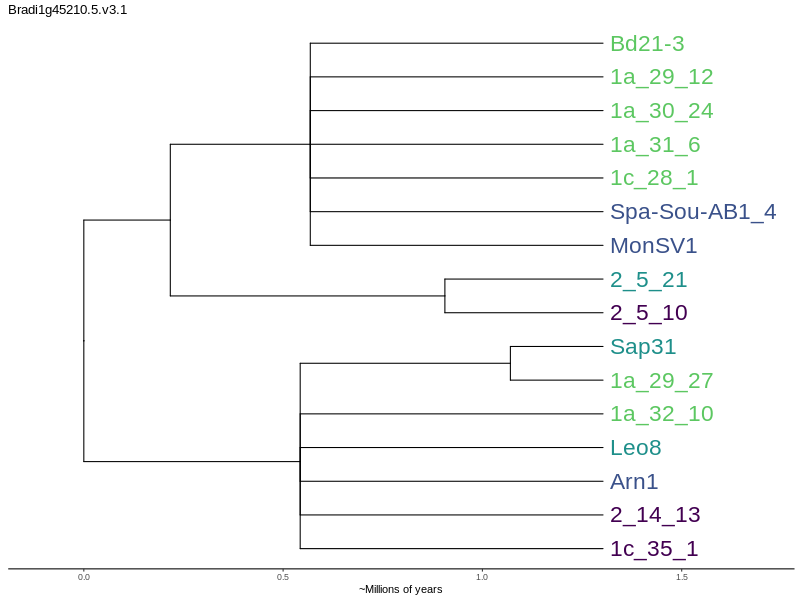 Bradi1g45210.5.v3.1
Bd21-3
1a_29_12
1a_30_24
1a_31_6
1c_28_1
Spa-Sou-AB1_4
MonSV1
2_5_21
2_5_10
Sap31
1a_29_27
1a_32_10
Leo8
Arn1
2_14_13
1c_35_1
0.0 0.5 1.0 1.5
~Millions of years